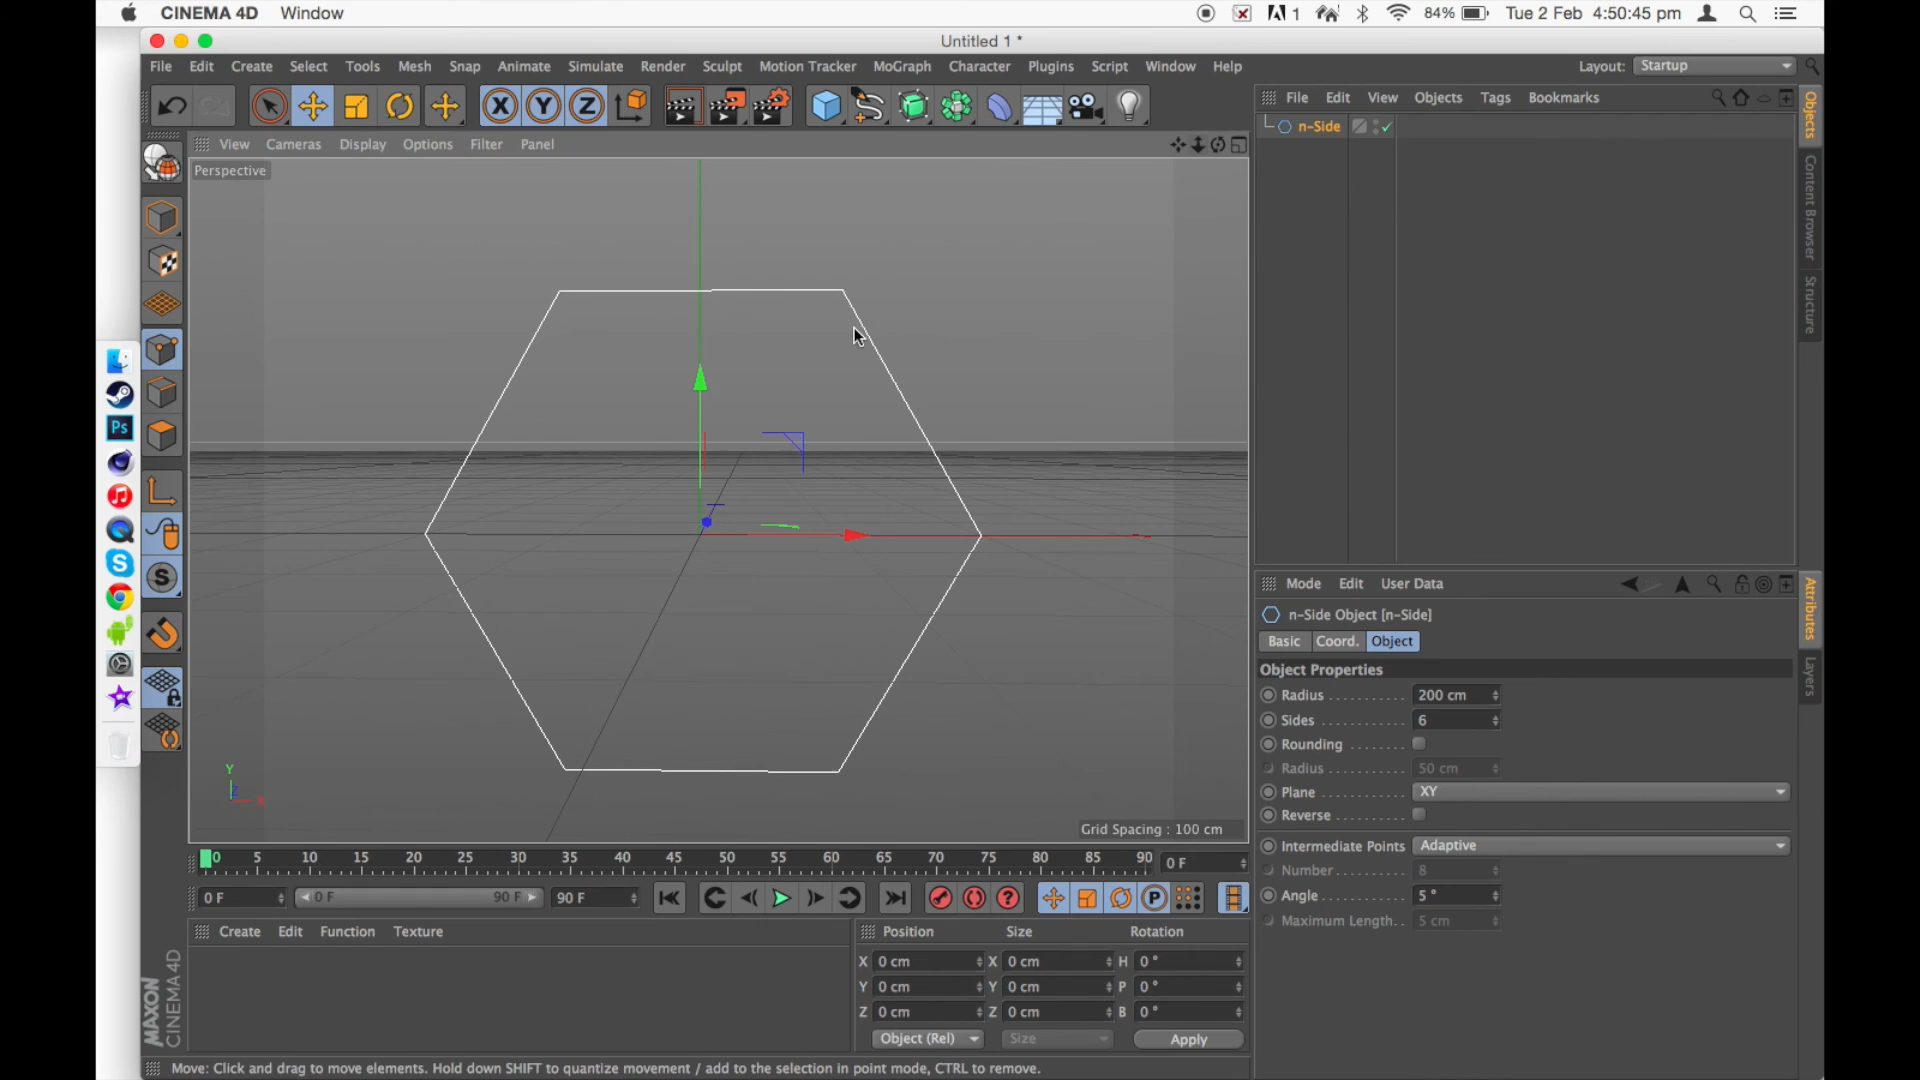 CINEMA 4D Window 1 84% Tue 2 Feb 4:50:45 pm
Untitled 1 *
File Edit Create Select Tools Mesh Snap Animate Simulate Render Sculpt Motion Tracker MoGraph Character Plugins Script Window Help Layout: Startup
X Y Z
File Edit View Objects Tags Bookmarks
n-Side
Objects
Content Browser
Structure
View Cameras Display Options Filter Panel
Perspective
Ps
S
Y
Z
X
Grid Spacing : 100 cm
Mode Edit User Data
n-Side Object [n-Side]
Basic Coord. Object
Object Properties
Radius 200 cm
Sides 6
Rounding
Radius 50 cm
Plane XY
Reverse
Intermediate Points Adaptive
Number 8
Angle 5 °
Maximum Length 5 cm
Attributes
Layers
0 5 10 15 20 25 30 35 40 45 50 55 60 65 70 75 80 85 90 0 F
0 F 0 F 90 F 90 F ? P
Create Edit Function Texture
Position Size Rotation
X 0 cm X 0 cm H 0 °
Y 0 cm Y 0 cm P 0 °
Z 0 cm Z 0 cm B 0 °
Object (Rel) Size Apply
MAXON
CINEMA 4D
Move: Click and drag to move elements. Hold down SHIFT to quantize movement / add to the selection in point mode, CTRL to remove.